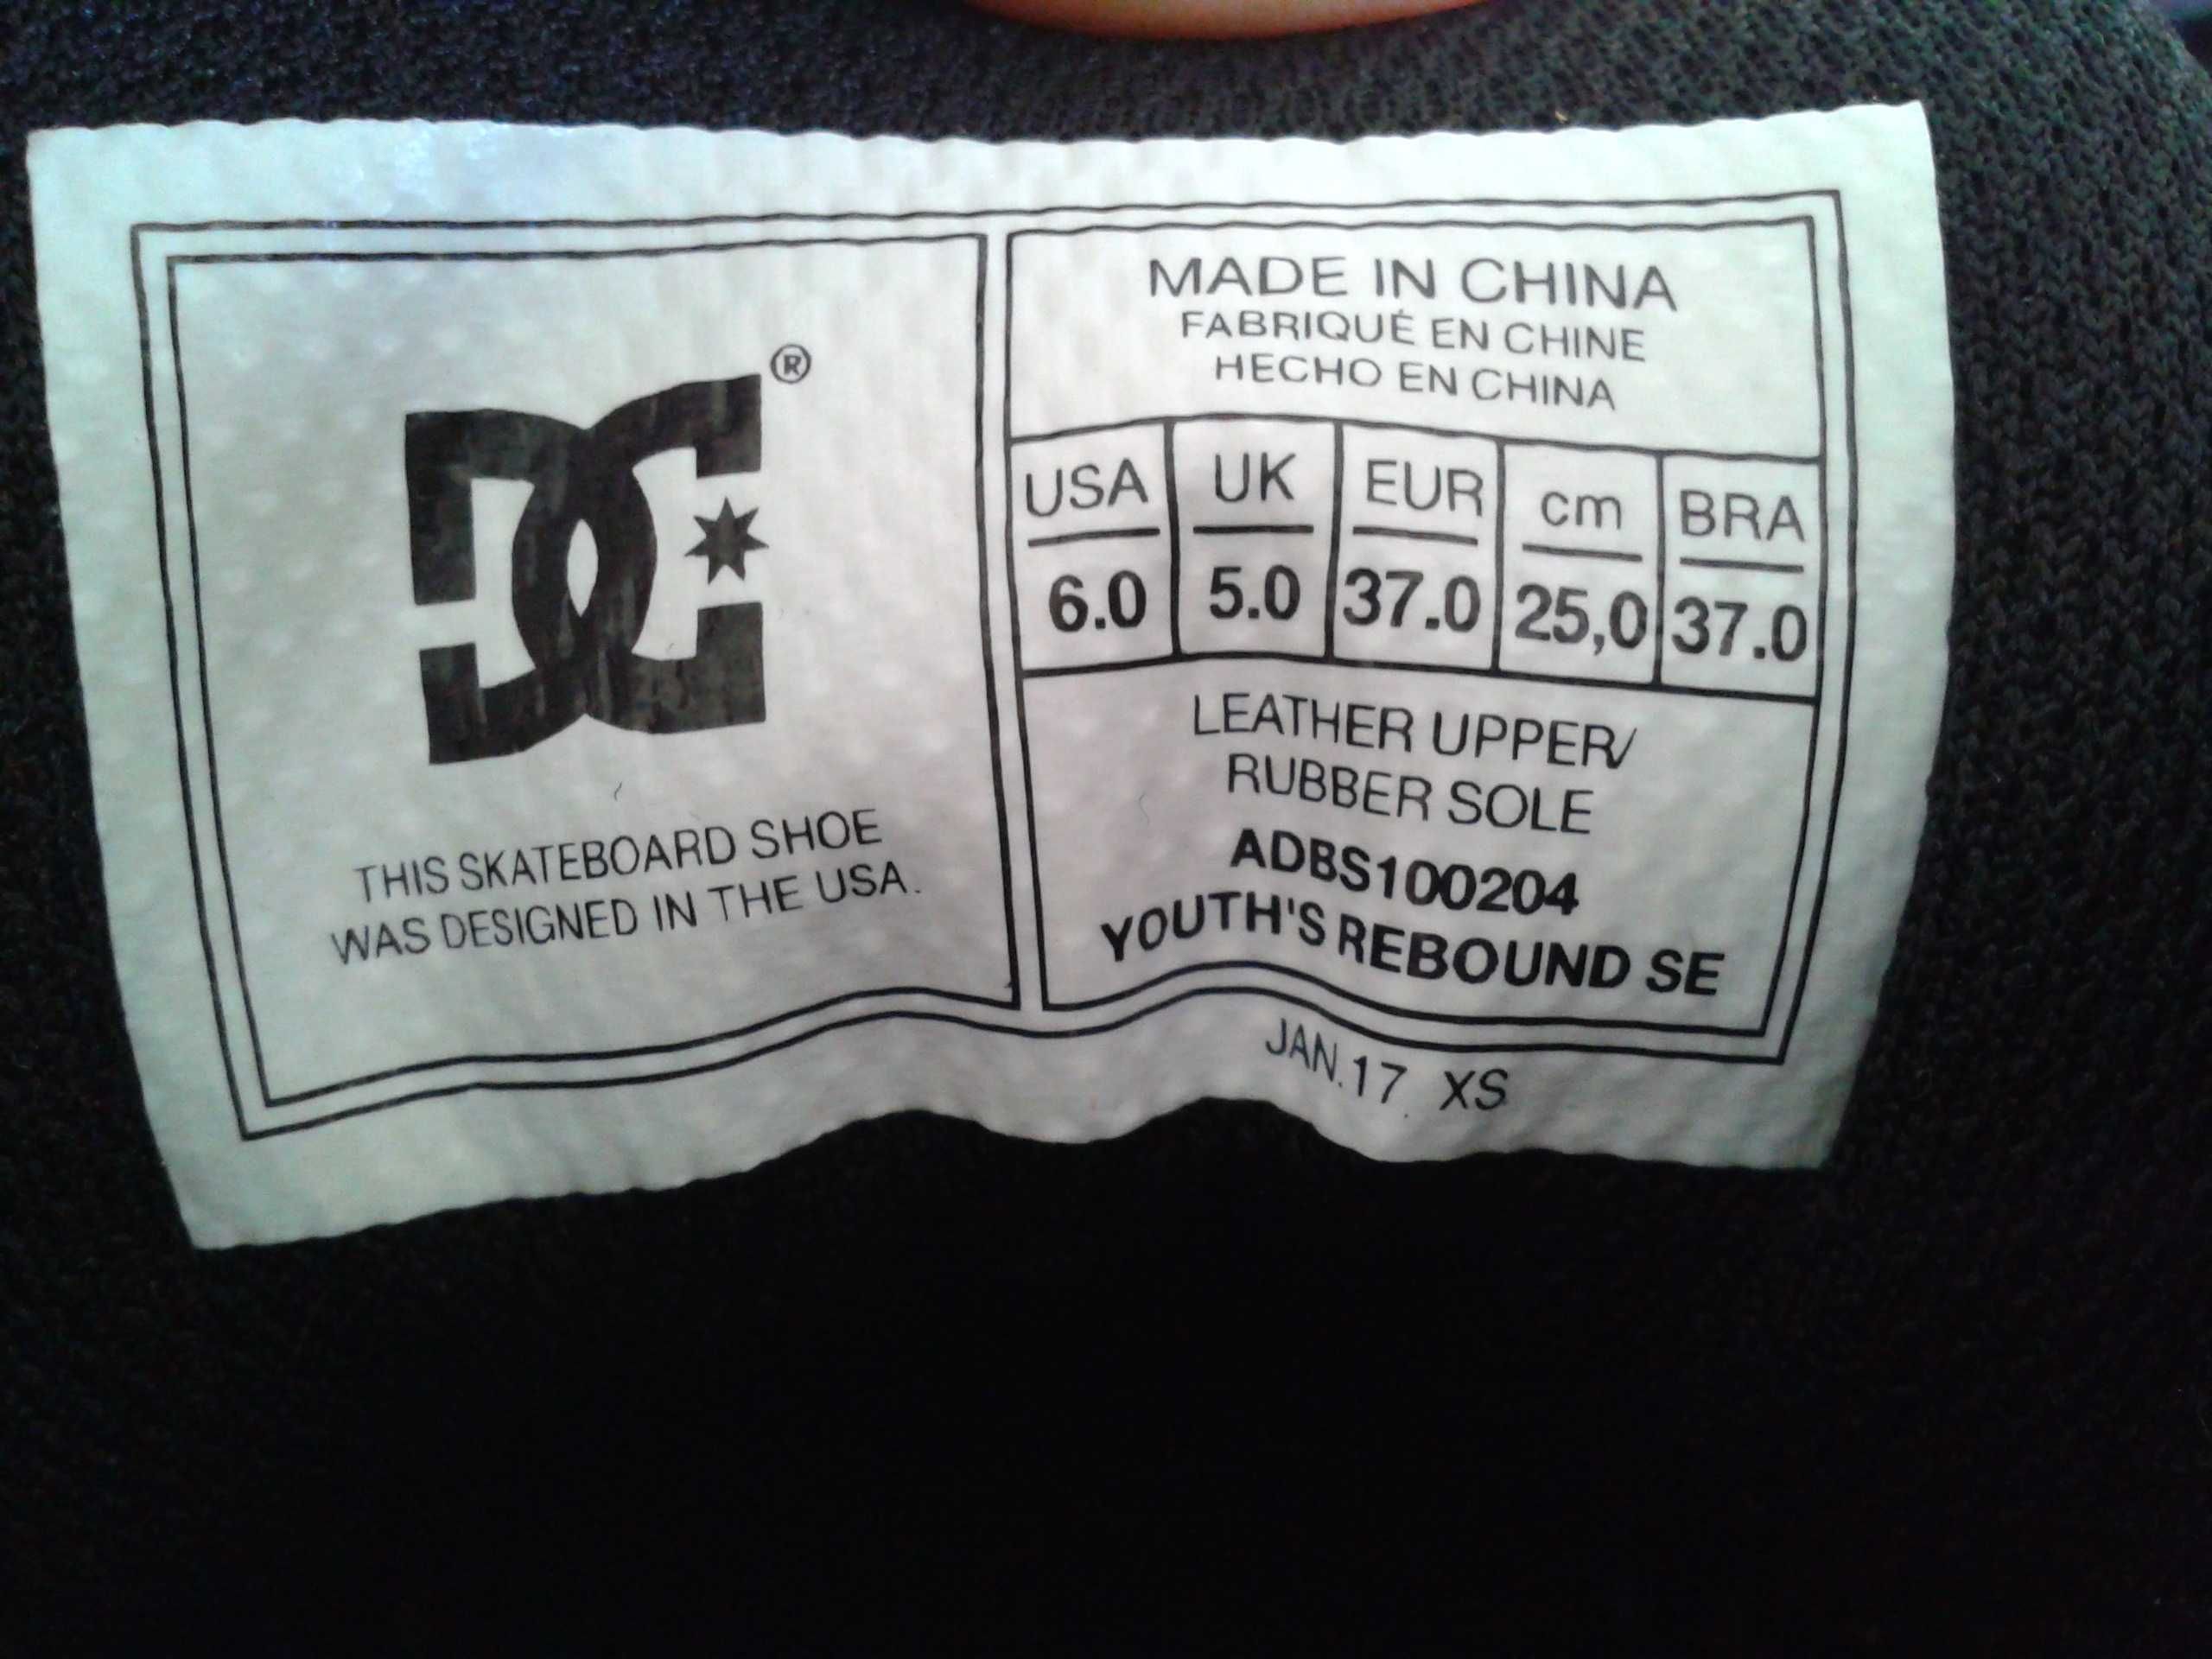 DC®
THIS SKATEBOARD SHOE
WAS DESIGNED IN THE USA.
MADE IN CHINA
FABRIQUÉ EN CHINE
HECHO EN CHINA
USA UK EUR cm BRA
6.0 5.0 37.0 25,0 37.0
LEATHER UPPER/
RUBBER SOLE
ADBS100204
YOUTH'S REBOUND SE
JAN.17. XS